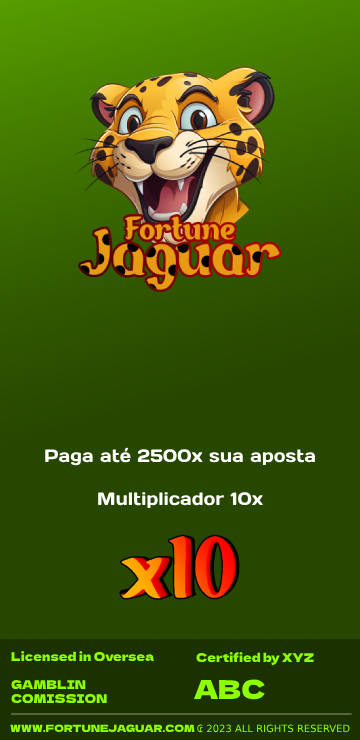 Fortune
Jaguar
Paga até 2500x sua aposta
Multiplicador 10x
x10
Licensed in Oversea
Certified by XYZ
GAMBLIN
COMISSION
ABC
WWW.FORTUNEJAGUAR.COM © 2023 ALL RIGHTS RESERVED